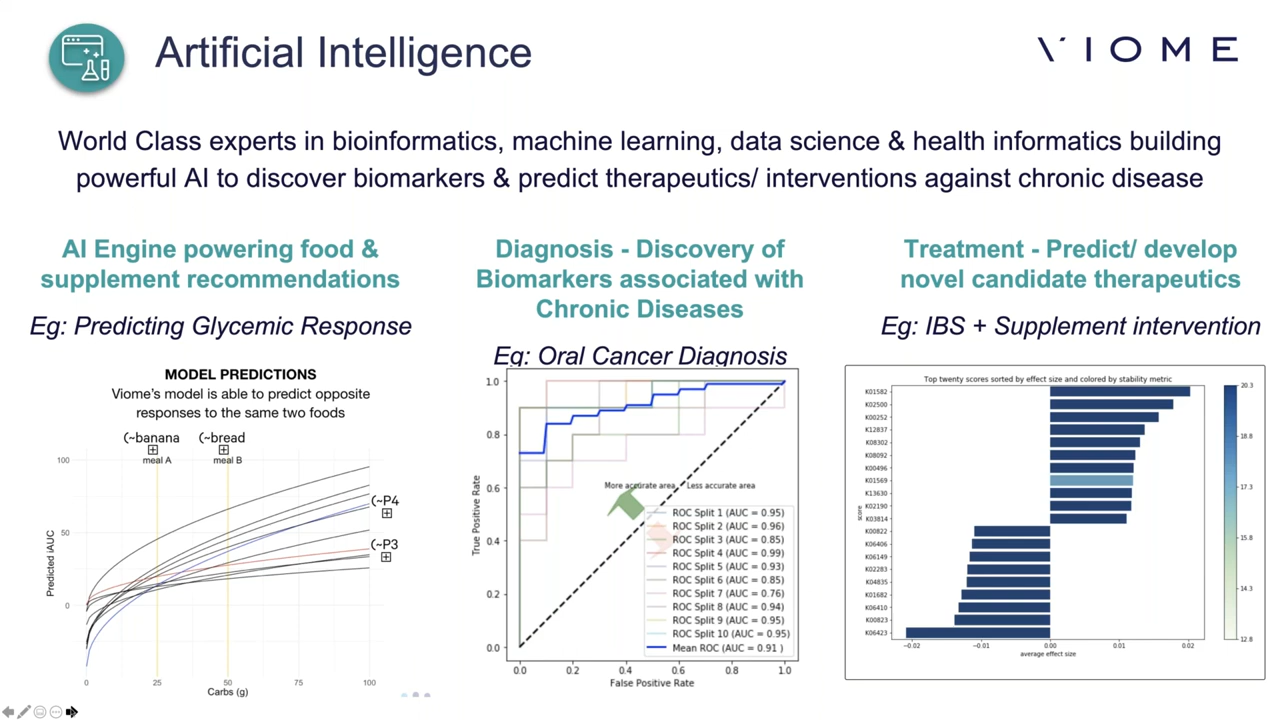 Artificial Intelligence
VIOME
World Class experts in bioinformatics, machine learning, data science & health informatics building
powerful AI to discover biomarkers & predict therapeutics/ interventions against chronic disease
AI Engine powering food &
supplement recommendations
Eg: Predicting Glycemic Response
MODEL PREDICTIONS
Viome's model is able to predict opposite
responses to the same two foods
(~banana
(~bread
meal A
meal B
100
50
0
Predicted iAUC
(~P4
(~P3
0
25
50
75
100
Carbs (g)
Diagnosis - Discovery of
Biomarkers associated with
Chronic Diseases
Eg: Oral Cancer Diagnosis
1.0
0.8
0.6
0.4
0.2
0.0
True Positive Rate
More accurate area
Less accurate area
ROC Split 1 (AUC = 0.95)
ROC Split 2 (AUC = 0.96)
ROC Split 3 (AUC = 0.85)
ROC Split 4 (AUC = 0.99)
ROC Split 5 (AUC = 0.93)
ROC Split 6 (AUC = 0.85)
ROC Split 7 (AUC = 0.76)
ROC Split 8 (AUC = 0.94)
ROC Split 9 (AUC = 0.95)
ROC Split 10 (AUC = 0.95)
Mean ROC (AUC = 0.91 )
0.0
0.2
0.4
0.6
0.8
1.0
False Positive Rate
Treatment - Predict/ develop
novel candidate therapeutics
Eg: IBS + Supplement intervention
Top twenty scores sorted by effect size and colored by stability metric
K01582
K02500
K00252
K12837
K08302
K08092
K00496
K01569
K13630
K02190
K03814
K00822
K06406
K06149
K02283
K04835
K01682
K06410
K00823
K06423
score
−0.02
−0.01
0.00
0.01
0.02
average effect size
20.3
18.8
17.3
15.8
14.3
12.8